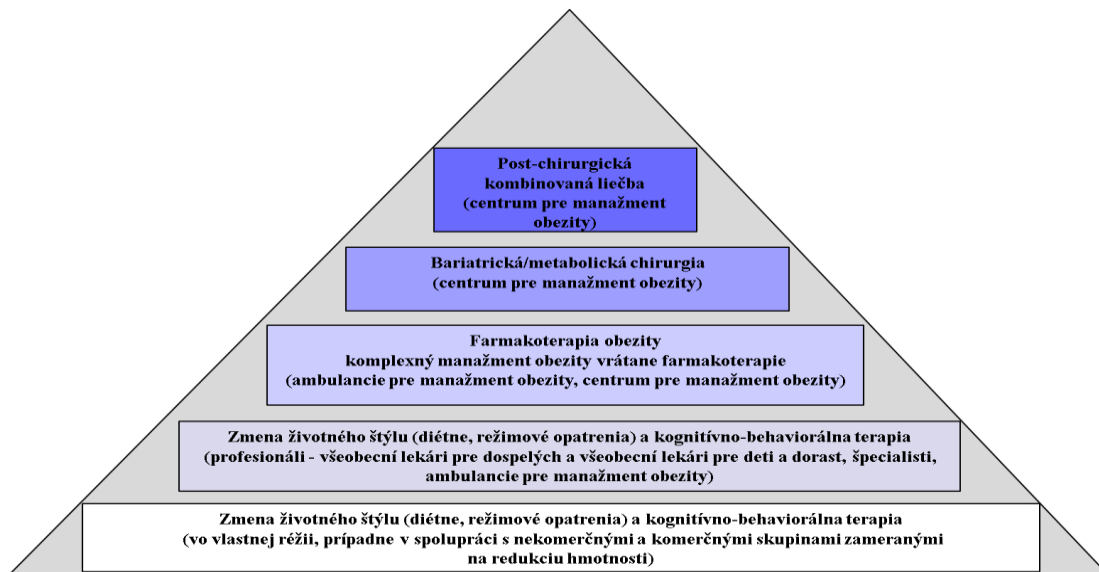 Post-chirurgická
kombinovaná liečba
(centrum pre manažment
obezity)
Bariatrická/metabolická chirurgia
(centrum pre manažment obezity)
Farmakoterapia obezity
komplexný manažment obezity vrátane farmakoterapie
(ambulancie pre manažment obezity, centrum pre manažment obezity)
Zmena životného štýlu (diétne, režimové opatrenia) a kognitívno-behaviorálna terapia
(profesionáli - všeobecní lekári pre dospelých a všeobecní lekári pre deti a dorast, špecialisti,
ambulancie pre manažment obezity)
Zmena životného štýlu (diétne, režimové opatrenia) a kognitívno-behaviorálna terapia
(vo vlastnej réžii, prípadne v spolupráci s nekomerčnými a komerčnými skupinami zameranými
na redukciu hmotnosti)